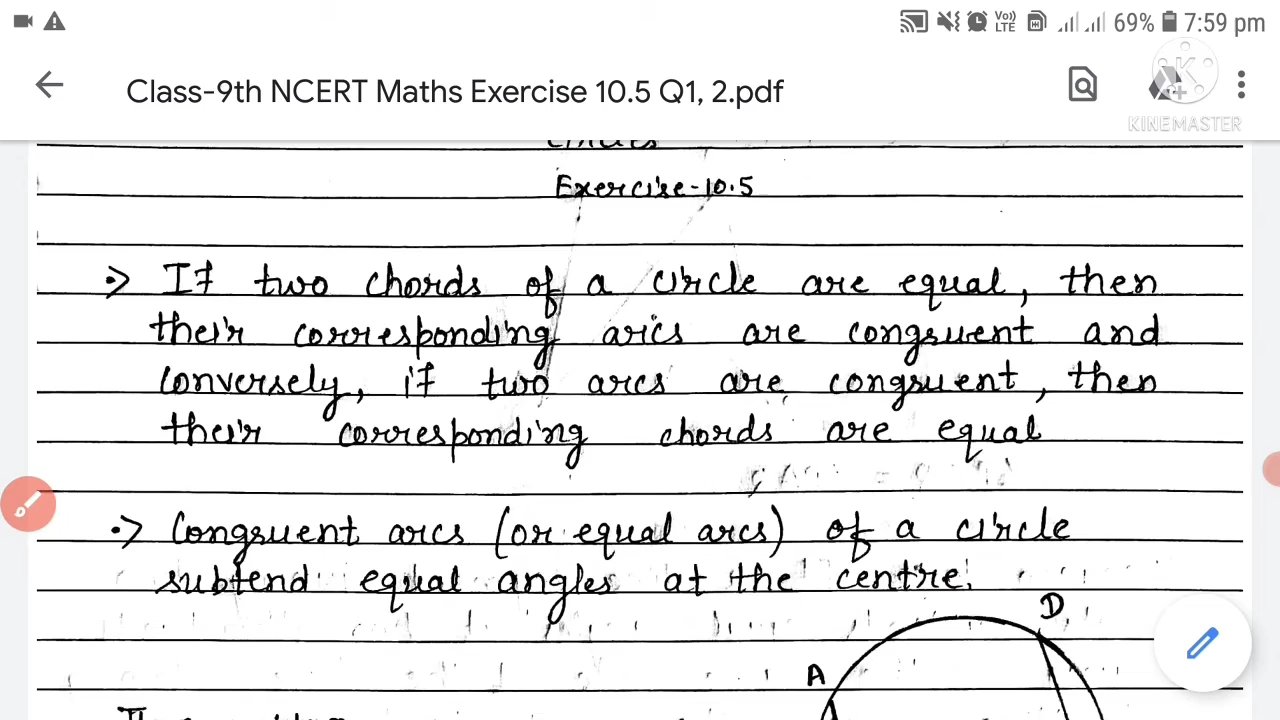 Vo))
LTE
69%
7:59 pm
Class-9th NCERT Maths Exercise 10.5 Q1, 2.pdf
K
KINEMASTER
Circles
Exercise-10.5
•> If two chords of a circle are equal, then
their corresponding arcs are congruent and
conversely, if two arcs are congruent, then
their corresponding chords are equal
•> Congruent arcs (or equal arcs) of a circle
subtend equal angles at the centre.
D
A